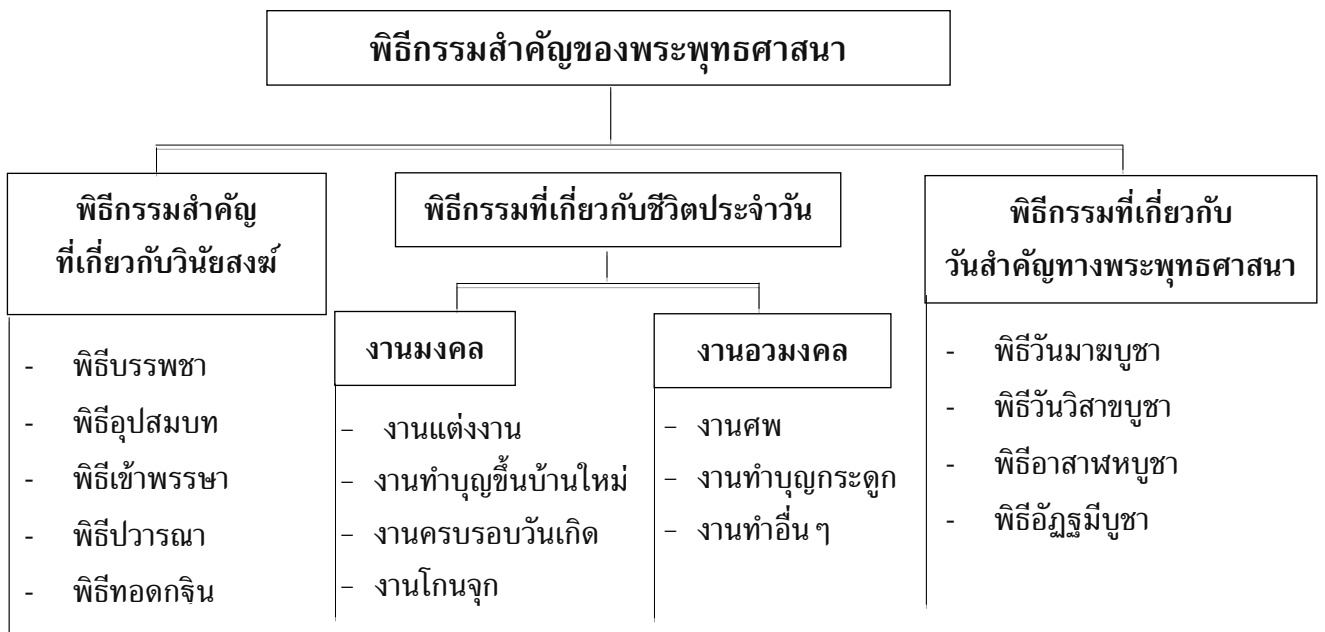 พิธีกรรมสำคัญของพระพุทธศาสนา
พิธีกรรมสำคัญ
ที่เกี่ยวกับวินัยสงฆ์
- พิธีบรรพชา
- พิธีอุปสมบท
- พิธีเข้าพรรษา
- พิธีปวารณา
- พิธีทอดกฐิน
พิธีกรรมที่เกี่ยวกับชีวิตประจำวัน
งานมงคล
– งานแต่งงาน
– งานทำบุญขึ้นบ้านใหม่
– งานครบรอบวันเกิด
– งานโกนจุก
งานอวมงคล
– งานศพ
– งานทำบุญกระดูก
– งานทำอื่น ๆ
พิธีกรรมที่เกี่ยวกับ
วันสำคัญทางพระพุทธศาสนา
- พิธีวันมาฆบูชา
- พิธีวันวิสาขบูชา
- พิธีอาสาฬหบูชา
- พิธีอัฏฐมีบูชา